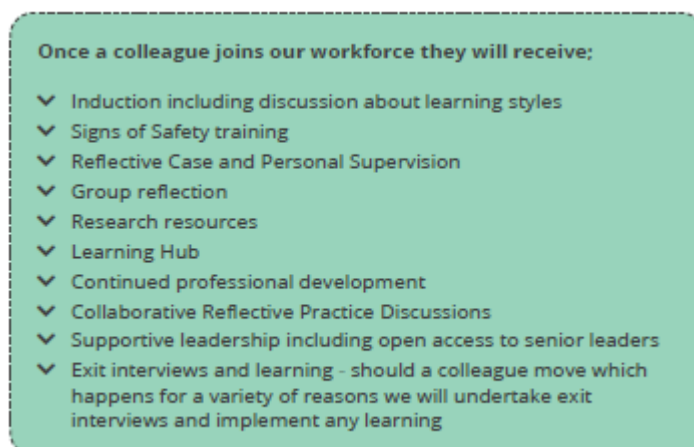 Once a colleague joins our workforce they will receive;
Induction including discussion about learning styles
Signs of Safety training
Reflective Case and Personal Supervision
Group reflection
Research resources
Learning Hub
Continued professional development
Collaborative Reflective Practice Discussions
Supportive leadership including open access to senior leaders
Exit interviews and learning - should a colleague move which
happens for a variety of reasons we will undertake exit
interviews and implement any learning